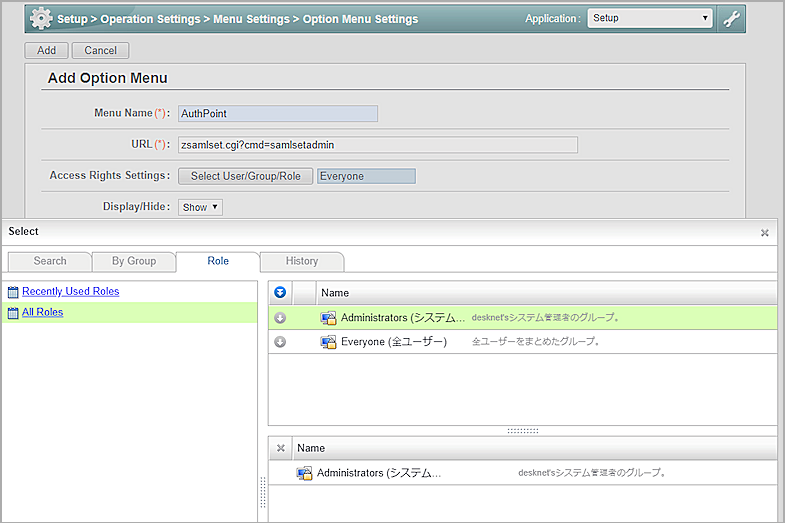 Setup > Operation Settings > Menu Settings > Option Menu Settings
Application : Setup
Add Cancel
Add Option Menu
Menu Name (*) : AuthPoint
URL (*) : zsamlset.cgi?cmd=samlsetadmin
Access Rights Settings: Select User/Group/Role Everyone
Display/Hide: Show
Select
Search By Group Role History
Recently Used Roles
All Roles
Name
Administrators (システム... desknet'sシステム管理者のグループ。
Everyone (全ユーザー) 全ユーザーをまとめたグループ。
Name
Administrators (システム... desknet'sシステム管理者のグループ。